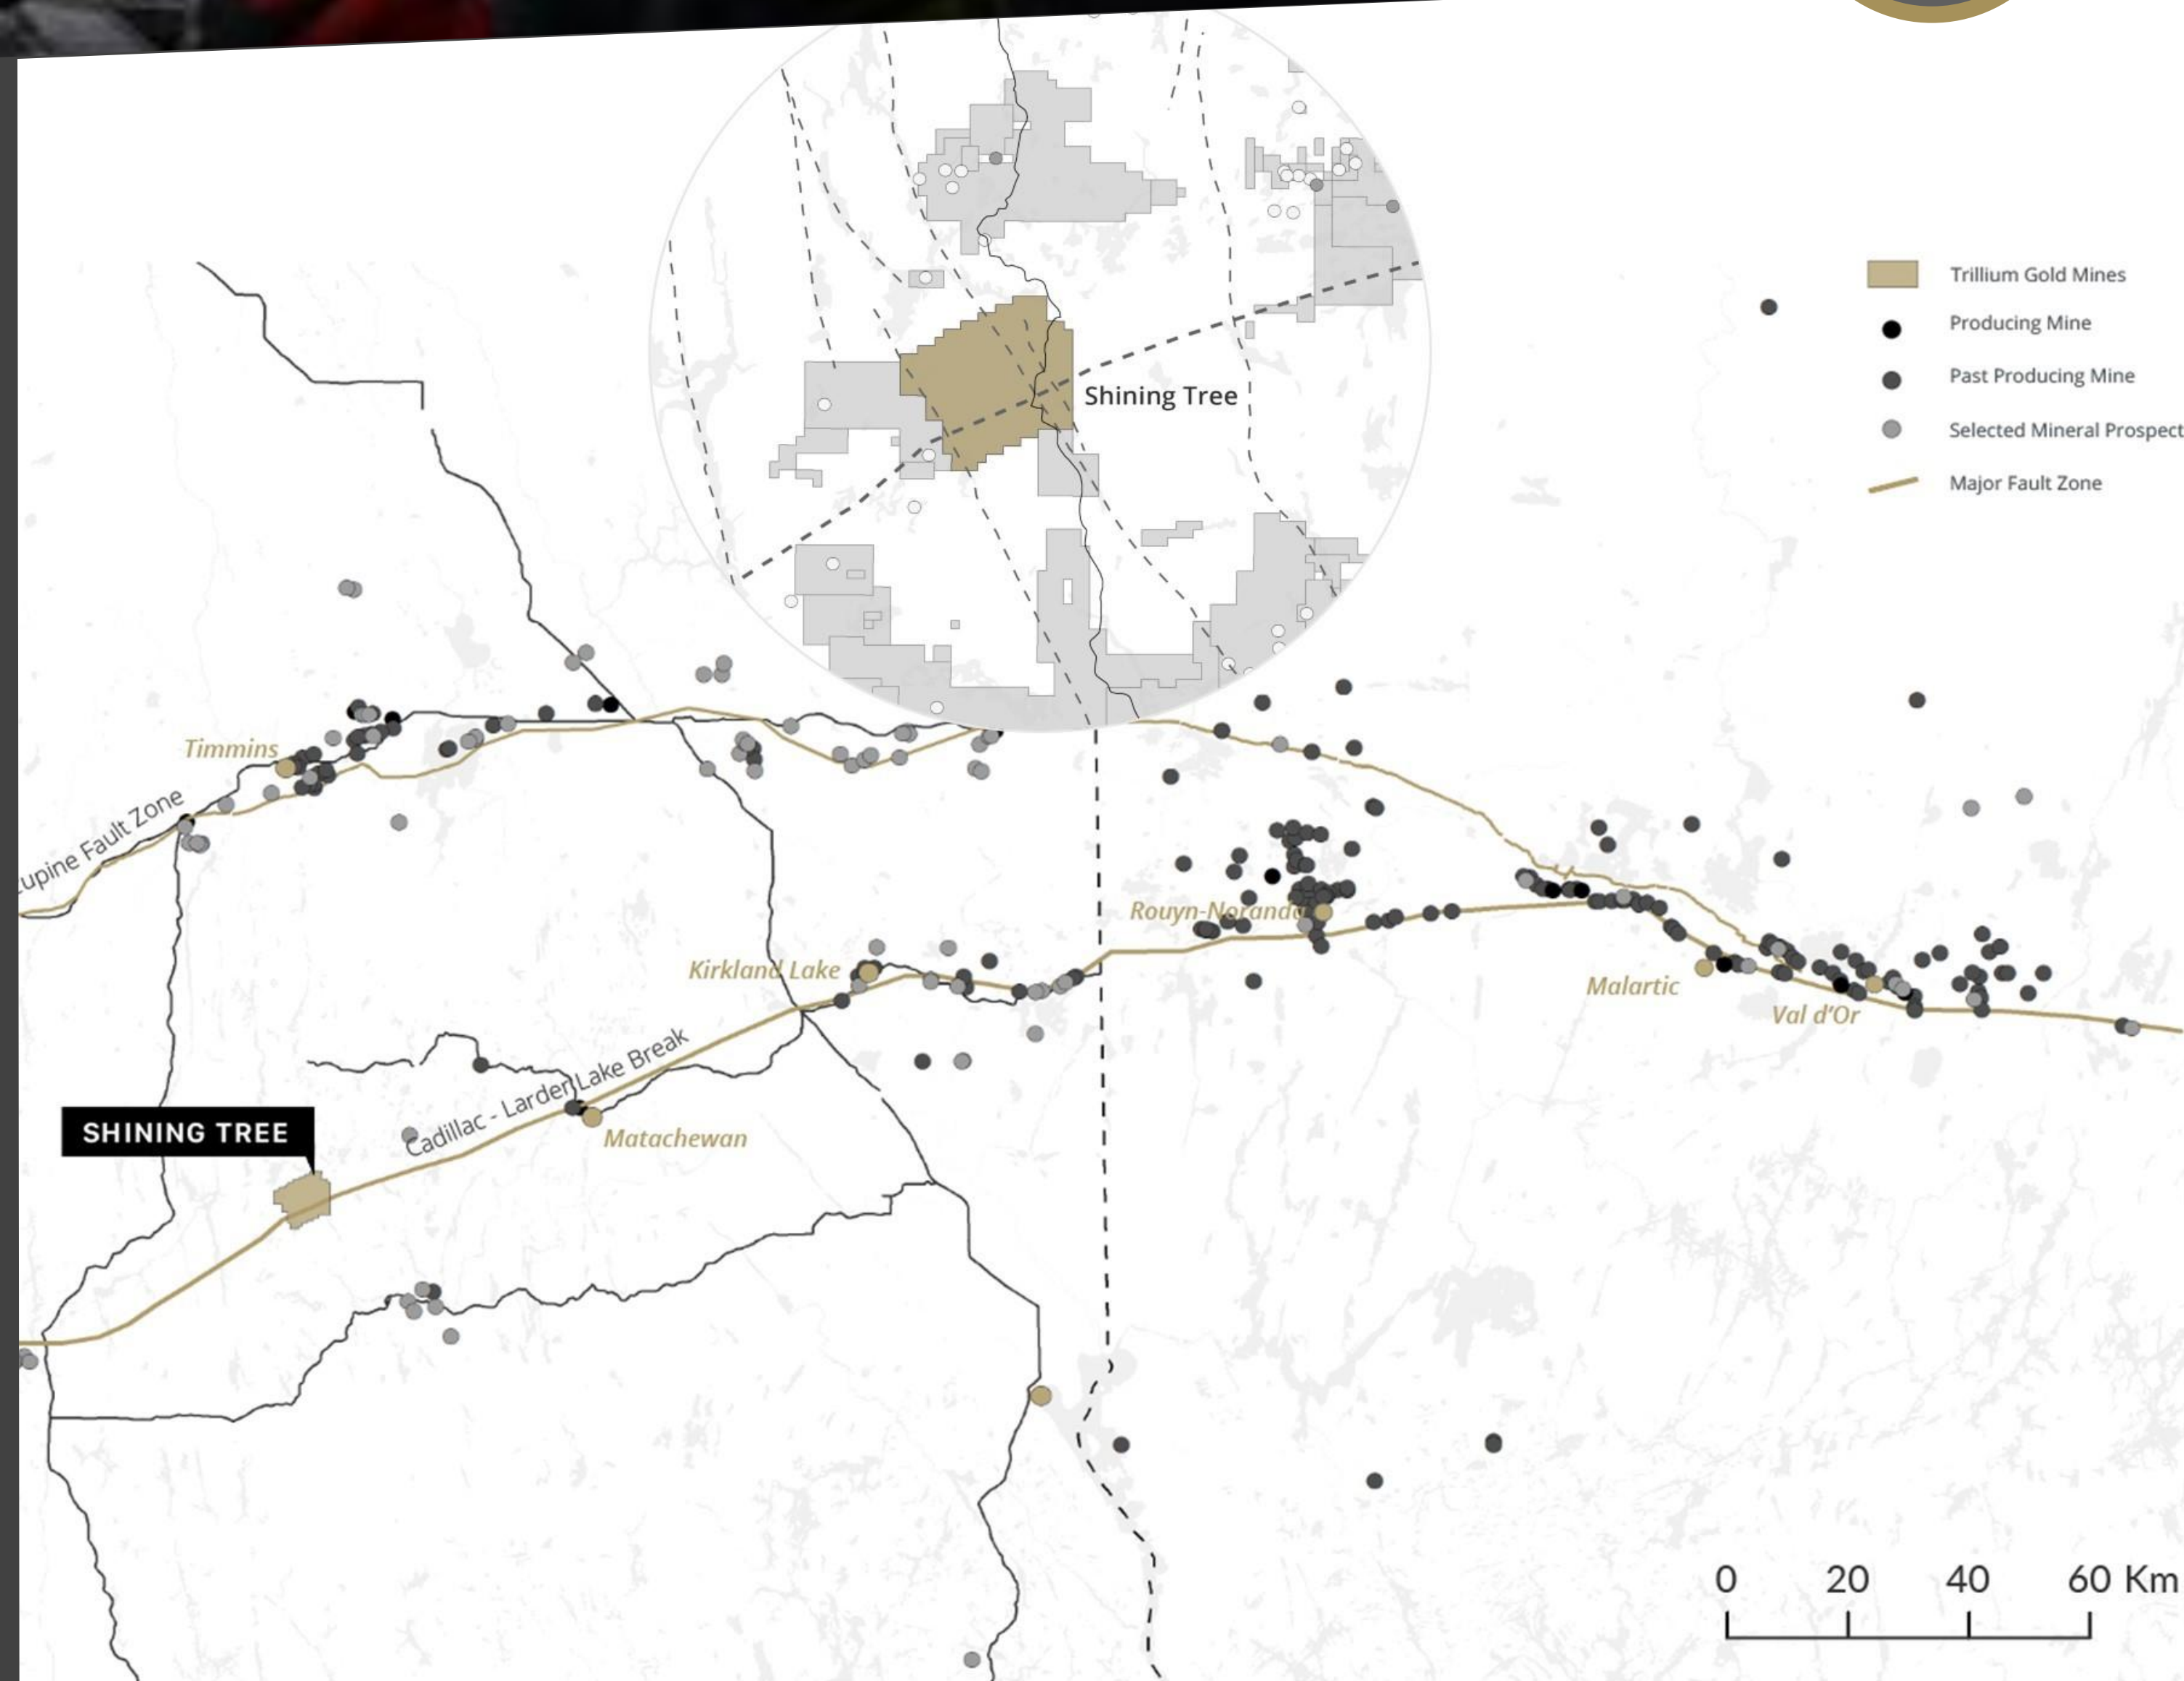 Trillium Gold Mines
Producing Mine
Past Producing Mine
Selected Mineral Prospect
Major Fault Zone
Shining Tree
Timmins
upine Fault Zone
Rouyn-Noranda
Kirkland Lake
Malartic
Val d'Or
Cadillac - Larder Lake Break
SHINING TREE
Matachewan
0 20 40 60 Km